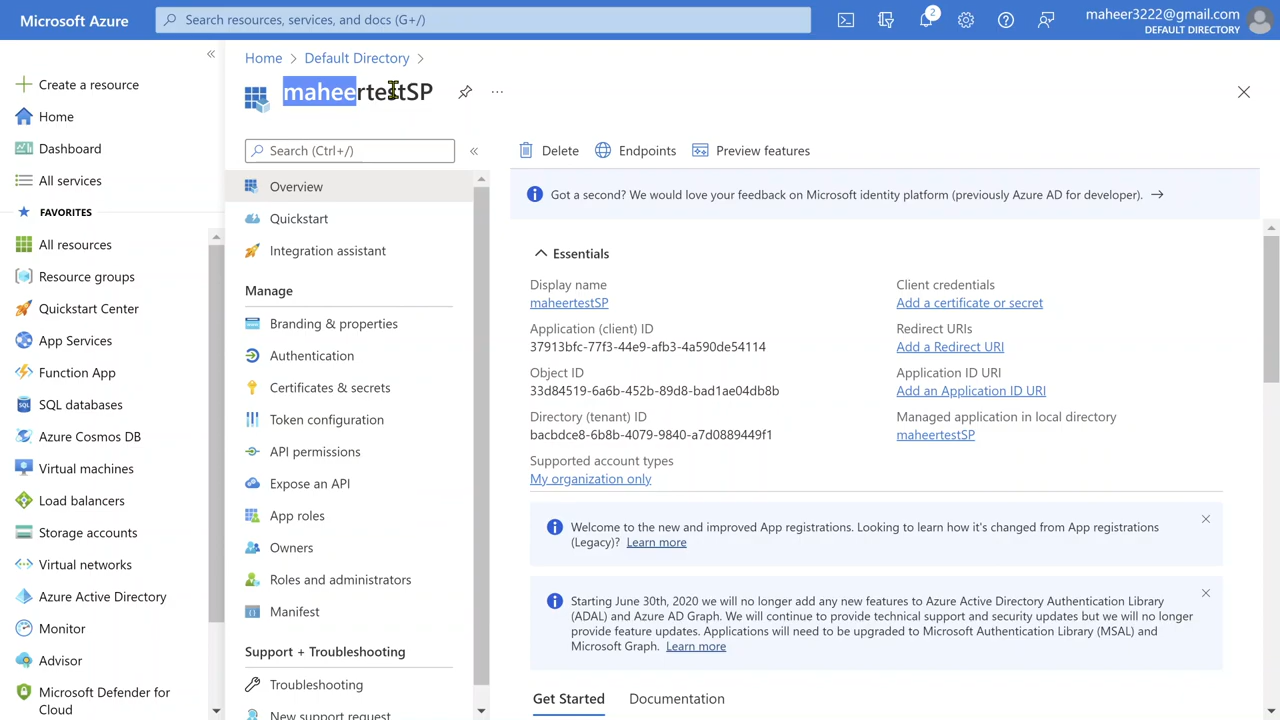 Microsoft Azure
Search resources, services, and docs (G+/)
2
maheer3222@gmail.com
DEFAULT DIRECTORY
«
Create a resource
Home
Dashboard
All services
FAVORITES
All resources
Resource groups
Quickstart Center
App Services
Function App
SQL databases
Azure Cosmos DB
Virtual machines
Load balancers
Storage accounts
Virtual networks
Azure Active Directory
Monitor
Advisor
Microsoft Defender for
Cloud
Home > Default Directory >
maheertestSP
...
Search (Ctrl+/)
«
Overview
Quickstart
Integration assistant
Manage
Branding & properties
Authentication
Certificates & secrets
Token configuration
API permissions
Expose an API
App roles
Owners
Roles and administrators
Manifest
Support + Troubleshooting
Troubleshooting
New support request
Delete
Endpoints
Preview features
Got a second? We would love your feedback on Microsoft identity platform (previously Azure AD for developer). →
Essentials
Display name
maheertestSP
Application (client) ID
37913bfc-77f3-44e9-afb3-4a590de54114
Object ID
33d84519-6a6b-452b-89d8-bad1ae04db8b
Directory (tenant) ID
bacbdce8-6b8b-4079-9840-a7d0889449f1
Supported account types
My organization only
Client credentials
Add a certificate or secret
Redirect URIs
Add a Redirect URI
Application ID URI
Add an Application ID URI
Managed application in local directory
maheertestSP
Welcome to the new and improved App registrations. Looking to learn how it's changed from App registrations
(Legacy)? Learn more
Starting June 30th, 2020 we will no longer add any new features to Azure Active Directory Authentication Library
(ADAL) and Azure AD Graph. We will continue to provide technical support and security updates but we will no longer
provide feature updates. Applications will need to be upgraded to Microsoft Authentication Library (MSAL) and
Microsoft Graph. Learn more
Get Started
Documentation